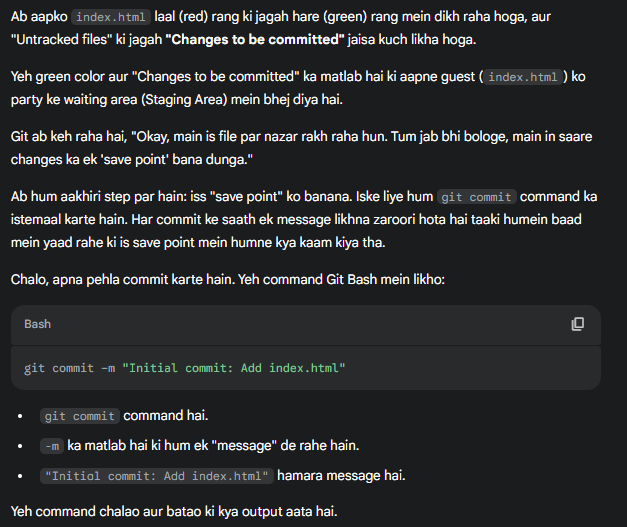 Ab aapko index.html laal (red) rang ki jagah hare (green) rang mein dikh raha hoga, aur
"Untracked files" ki jagah "Changes to be committed" jaisa kuch likha hoga.
Yeh green color aur "Changes to be committed" ka matlab hai ki aapne guest ( index.html ) ko
party ke waiting area (Staging Area) mein bhej diya hai.
Git ab keh raha hai, "Okay, main is file par nazar rakh raha hun. Tum jab bhi bologe, main in saare
changes ka ek 'save point' bana dunga."
Ab hum aakhiri step par hain: iss "save point" ko banana. Iske liye hum git commit command ka
istemaal karte hain. Har commit ke saath ek message likhna zaroori hota hai taaki humein baad
mein yaad rahe ki is save point mein humne kya kaam kiya tha.
Chalo, apna pehla commit karte hain. Yeh command Git Bash mein likho:
Bash
git commit -m "Initial commit: Add index.html"
• git commit command hai.
• -m ka matlab hai ki hum ek "message" de rahe hain.
• "Initial commit: Add index.html" hamara message hai.
Yeh command chalao aur batao ki kya output aata hai.